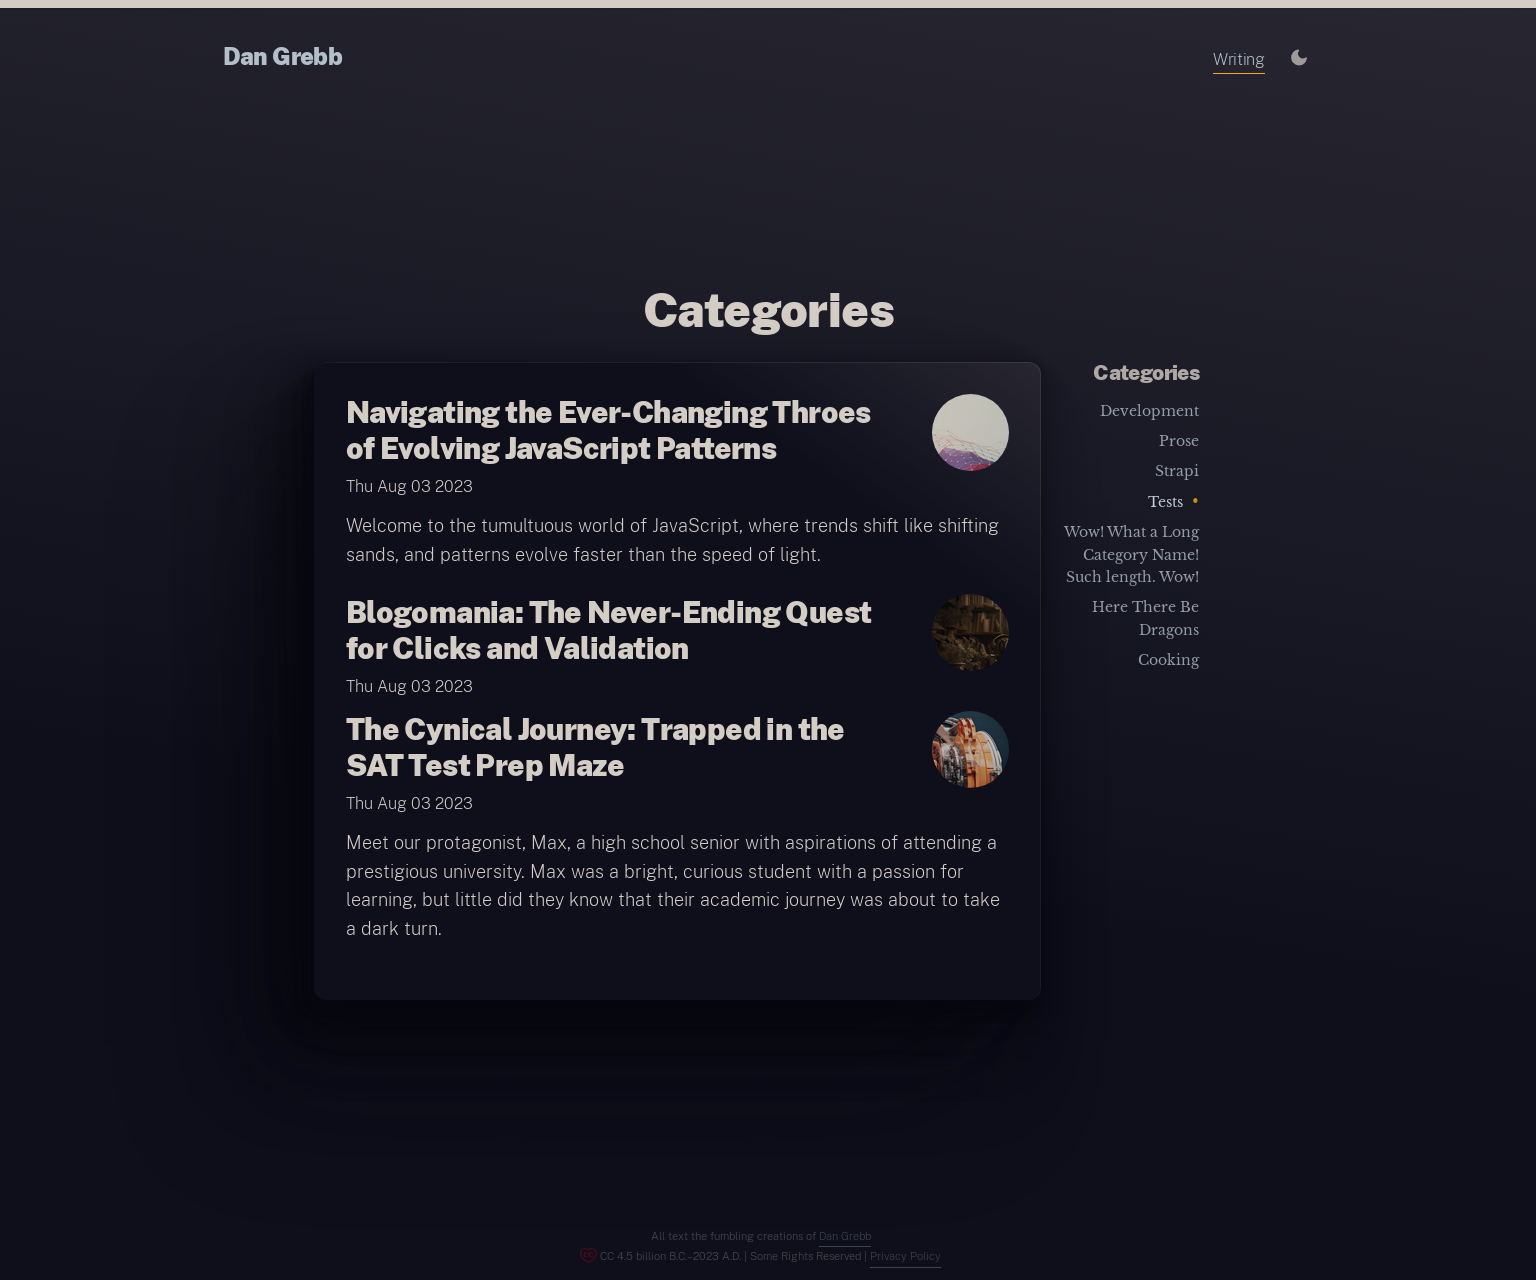 Dan Grebb
Writing
Categories
Navigating the Ever-Changing Throes
of Evolving JavaScript Patterns
Thu Aug 03 2023
Welcome to the tumultuous world of JavaScript, where trends shift like shifting
sands, and patterns evolve faster than the speed of light.
Blogomania: The Never-Ending Quest
for Clicks and Validation
Thu Aug 03 2023
The Cynical Journey: Trapped in the
SAT Test Prep Maze
Thu Aug 03 2023
Meet our protagonist, Max, a high school senior with aspirations of attending a
prestigious university. Max was a bright, curious student with a passion for
learning, but little did they know that their academic journey was about to take
a dark turn.
Categories
Development
Prose
Strapi
Tests •
Wow! What a Long
Category Name!
Such length. Wow!
Here There Be
Dragons
Cooking
All text the fumbling creations of Dan Grebb
CC 4.5 billion B.C.–2023 A.D. | Some Rights Reserved | Privacy Policy